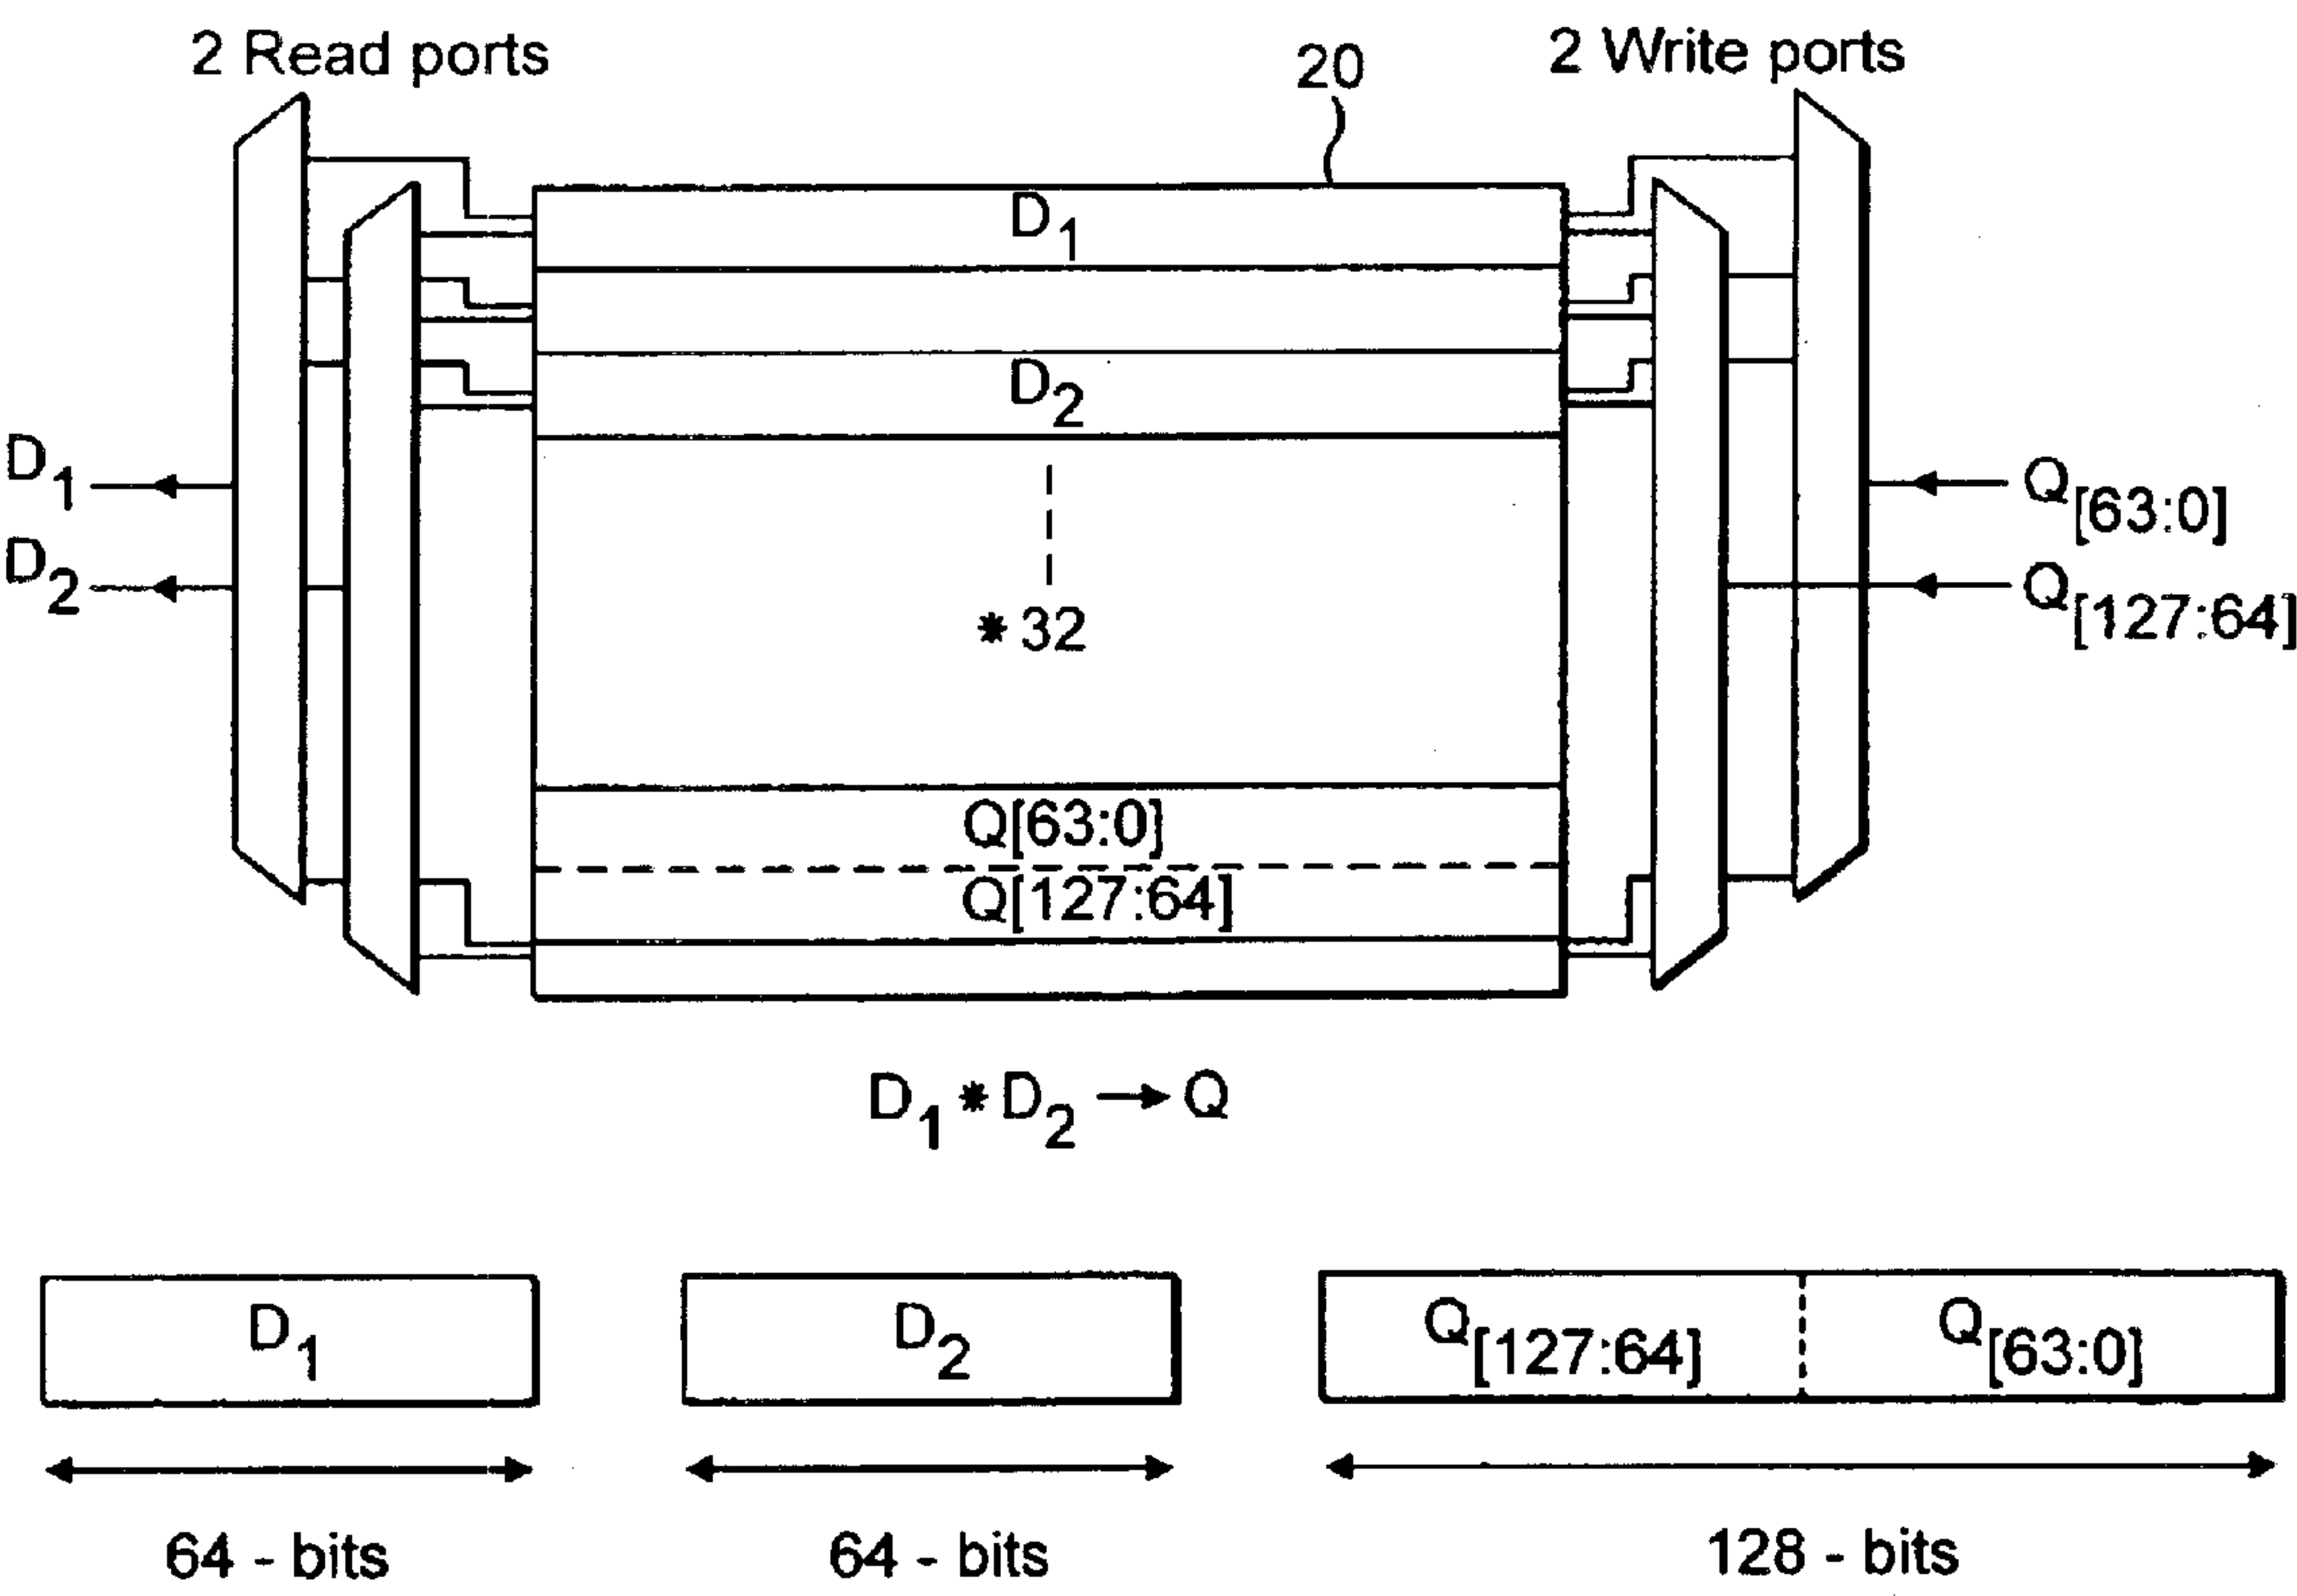 2 Read ports 20 2 Write ports
D1
D2
D1 Q[63:0]
D2 Q[127:64]
* 32
Q[63:0]
Q[127:64]
D1 * D2 → Q
D1 D2 Q[127:64] Q[63:0]
64 - bits 64 - bits 128 - bits